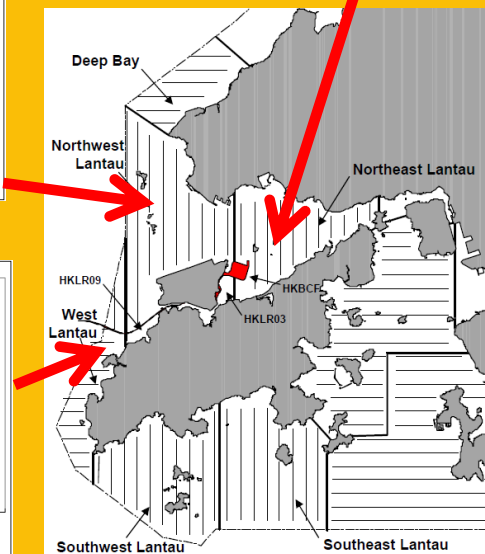 Deep Bay
Northwest
Lantau
Northeast Lantau
HKLR09
HKBCF
HKLR03
West
Lantau
Southwest Lantau
Southeast Lantau